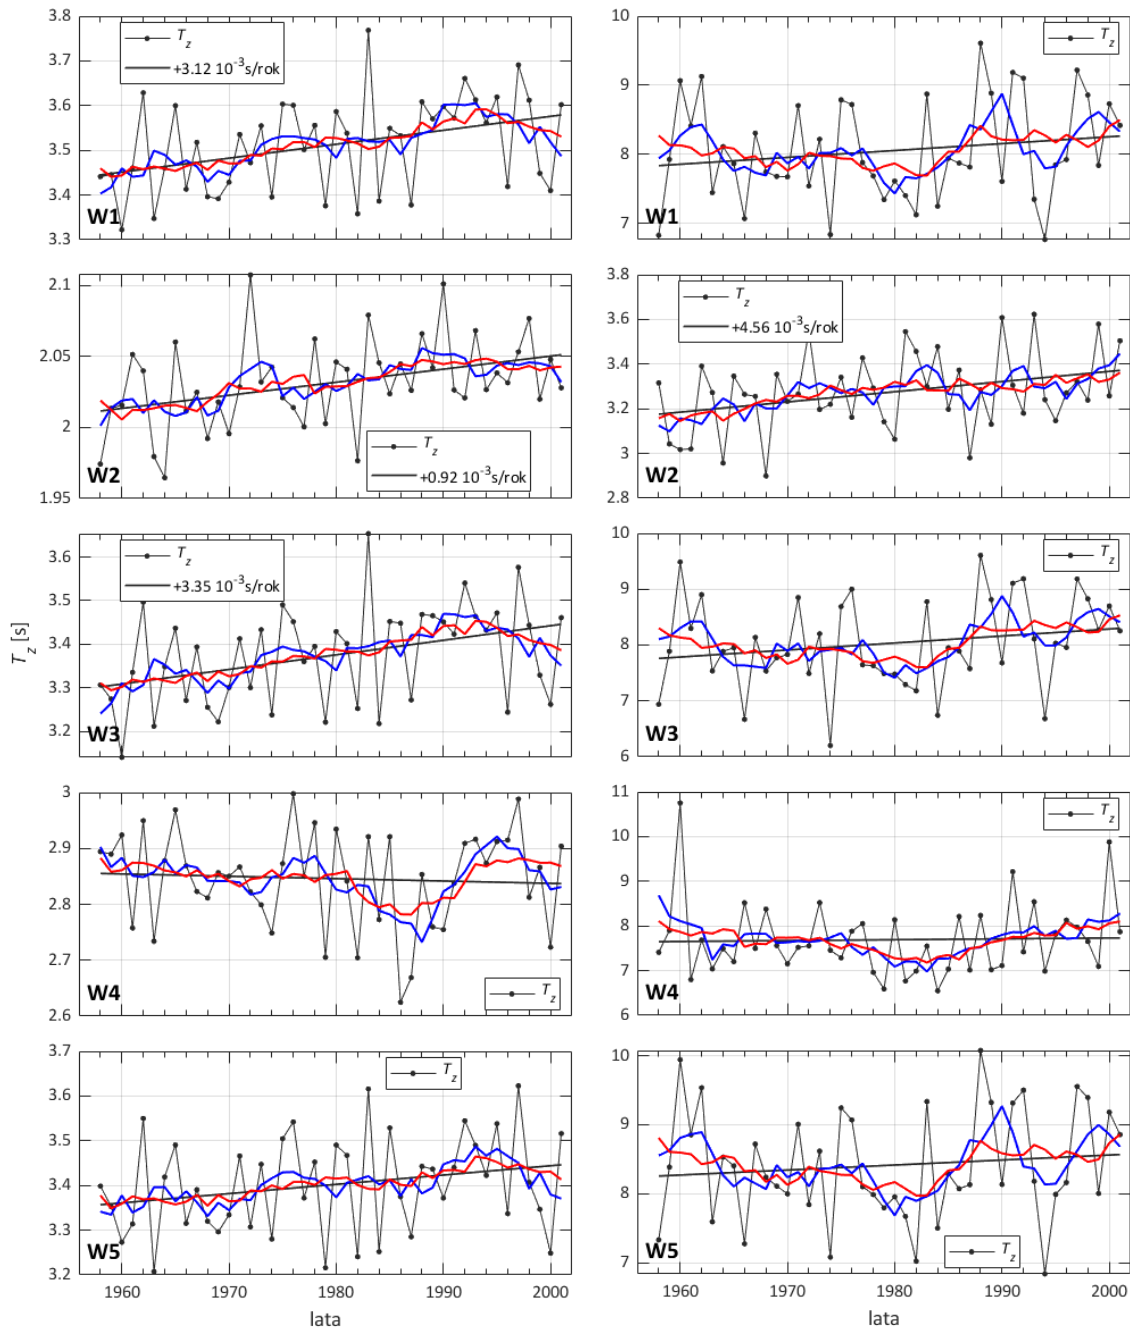 3.8
3.7
3.6
3.5
3.4
3.3
T_z
+3.12 10^-3 s/rok
W1
10
9
8
7
T_z
W1
2.1
2.05
2
1.95
T_z
+0.92 10^-3 s/rok
W2
3.8
3.6
3.4
3.2
3
2.8
T_z
+4.56 10^-3 s/rok
W2
T_z [s]
3.6
3.5
3.4
3.3
3.2
T_z
+3.35 10^-3 s/rok
W3
10
9
8
7
6
T_z
W3
3
2.9
2.8
2.7
2.6
T_z
W4
11
10
9
8
7
6
T_z
W4
3.7
3.6
3.5
3.4
3.3
3.2
T_z
W5
1960 1970 1980 1990 2000
lata
10
9
8
7
T_z
W5
1960 1970 1980 1990 2000
lata